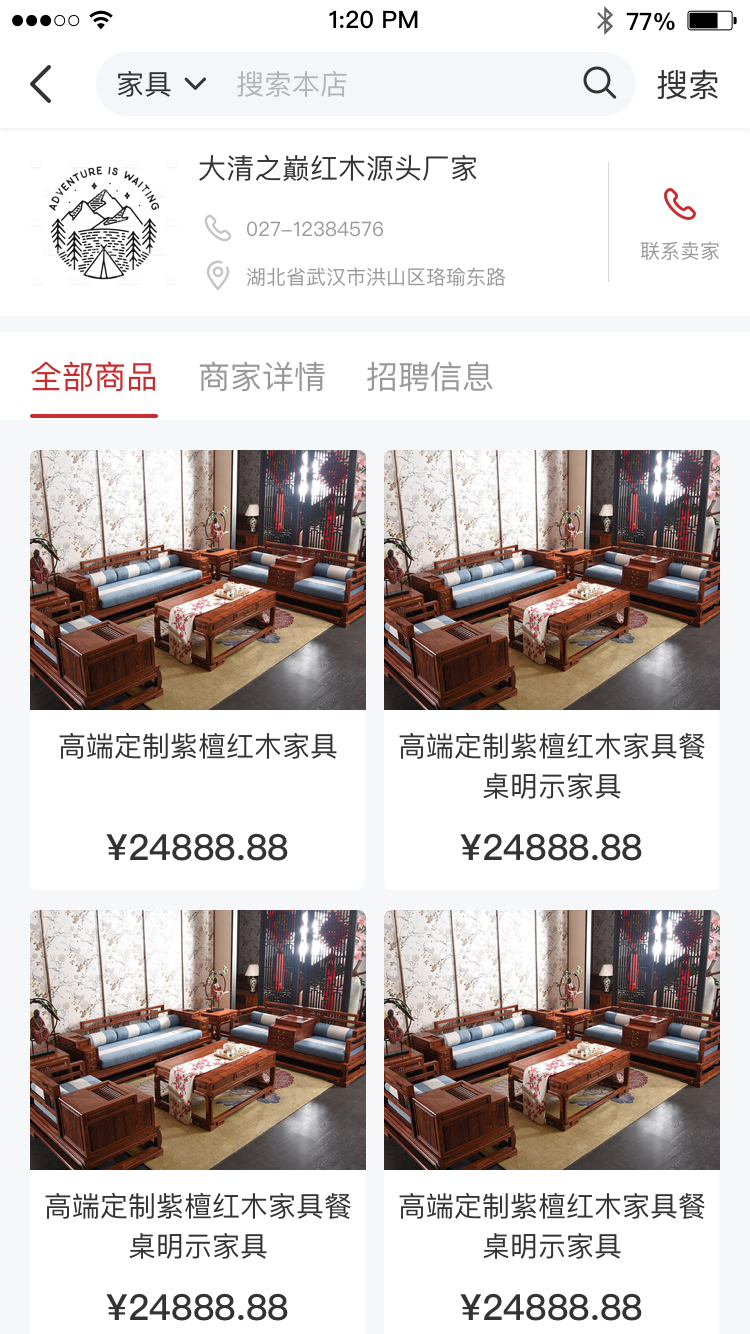 1:20 PM
77%
家具
搜索本店
搜索
ADVENTURE IS WAITING
大清之巅红木源头厂家
027-12384576
湖北省武汉市洪山区珞瑜东路
联系卖家
全部商品
商家详情
招聘信息
高端定制紫檀红木家具
¥24888.88
高端定制紫檀红木家具餐
桌明示家具
¥24888.88
高端定制紫檀红木家具餐
桌明示家具
¥24888.88
高端定制紫檀红木家具餐
桌明示家具
¥24888.88